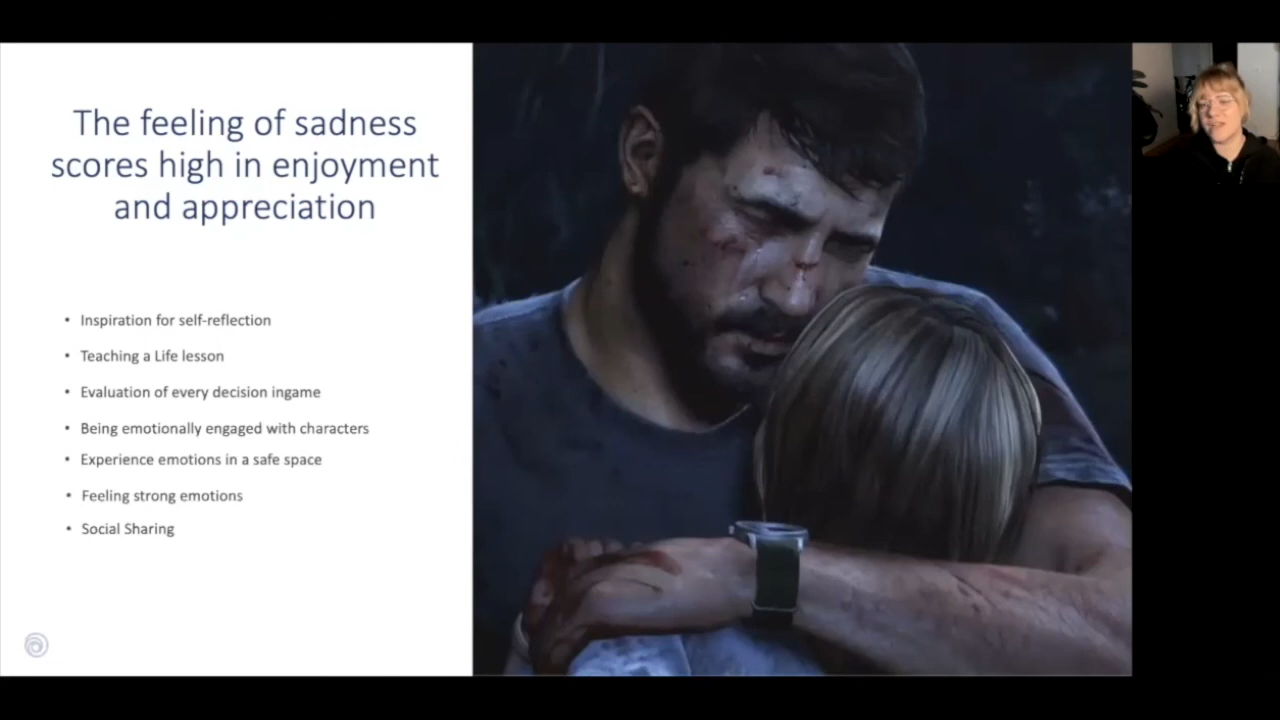 The feeling of sadness
scores high in enjoyment
and appreciation
• Inspiration for self-reflection
• Teaching a Life lesson
• Evaluation of every decision ingame
• Being emotionally engaged with characters
• Experience emotions in a safe space
• Feeling strong emotions
• Social Sharing